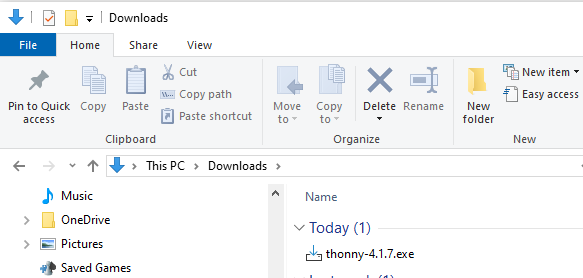 Downloads
File Home Share View
Pin to Quick access
Copy
Paste
Cut
Copy path
Paste shortcut
Clipboard
Move to
Copy to
Delete
Rename
Organize
New folder
New item
Easy access
New
This PC > Downloads >
Music
OneDrive
Pictures
Saved Games
Name
Today (1)
thonny-4.1.7.exe